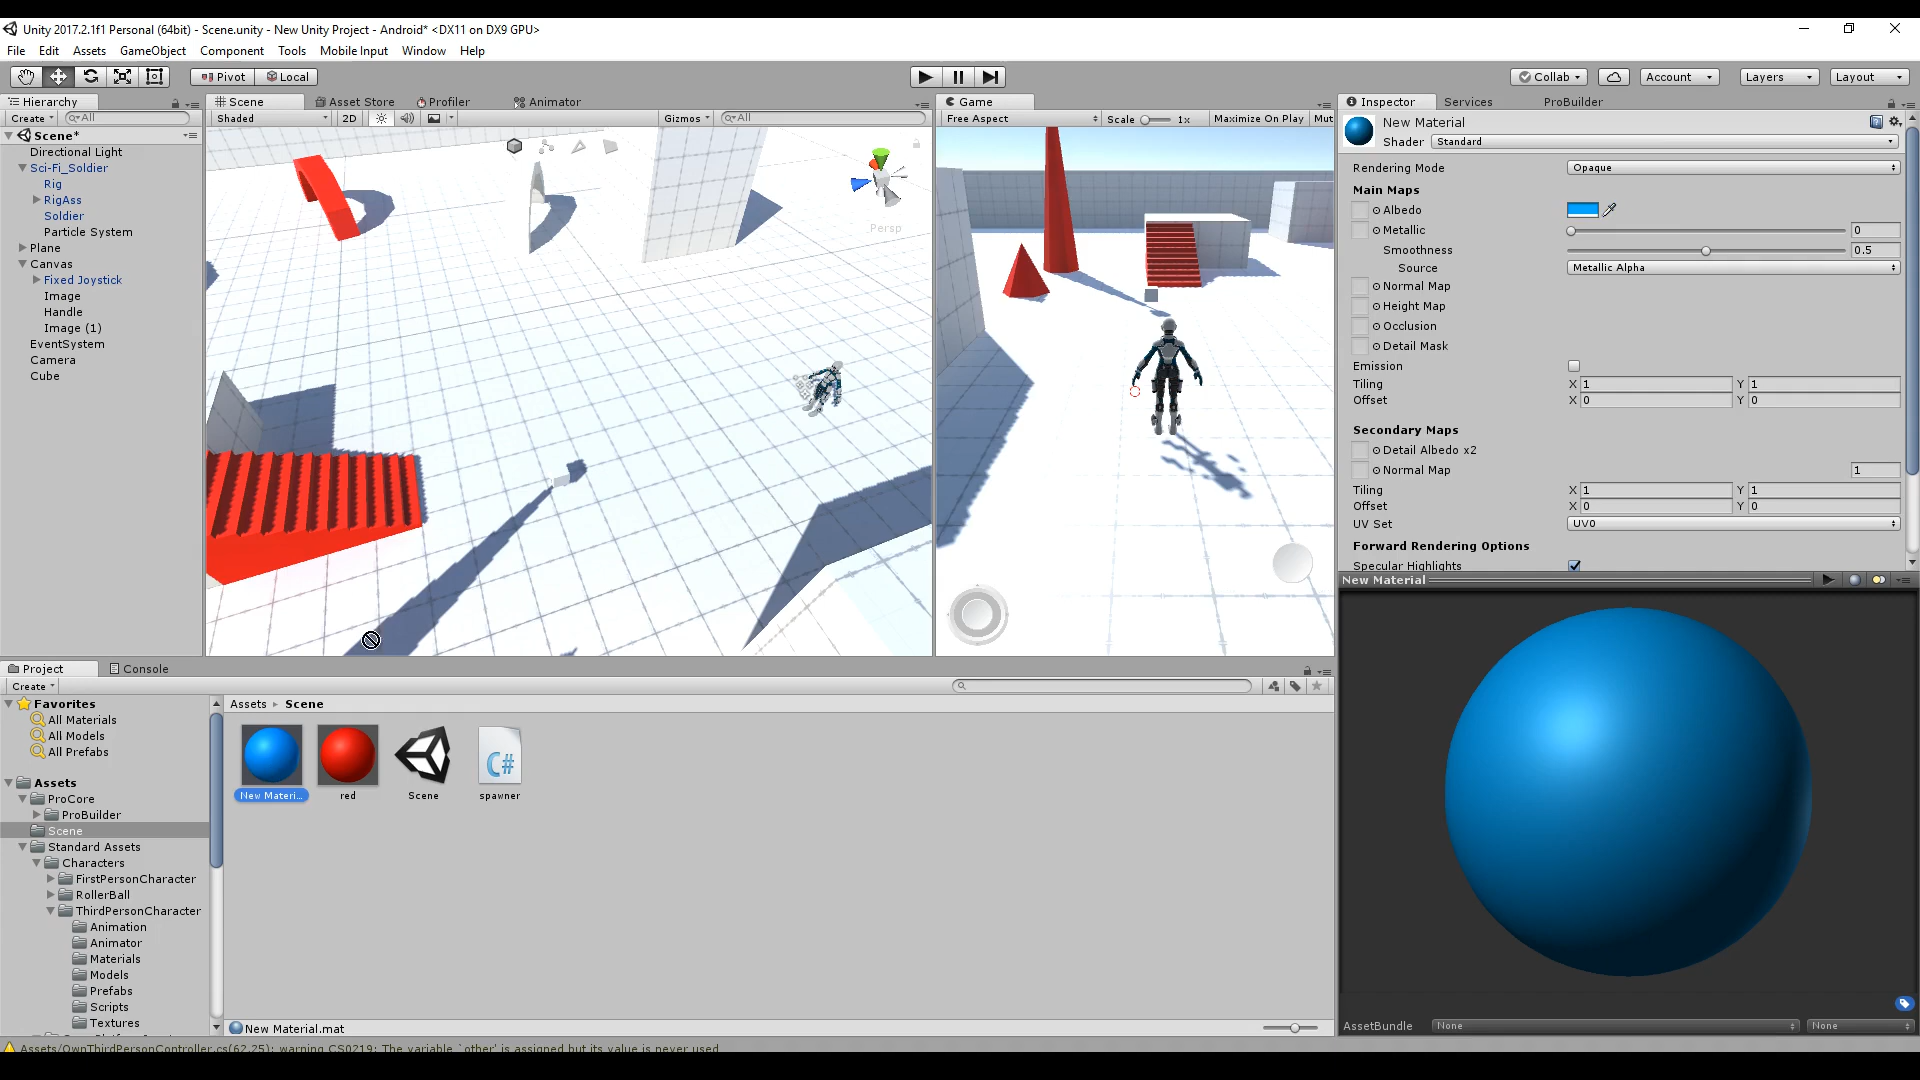 Unity 2017.2.1f1 Personal (64bit) - Scene.unity - New Unity Project - Android* <DX11 on DX9 GPU>
File Edit Assets GameObject Component Tools Mobile Input Window Help
Pivot Local Collab Account Layers Layout
Hierarchy
Create All
Scene*
Directional Light
Sci-Fi_Soldier
Rig
RigAss
Soldier
Particle System
Plane
Canvas
Fixed Joystick
Image
Handle
Image (1)
EventSystem
Camera
Cube
Scene Asset Store Profiler Animator
Shaded 2D Gizmos All
Persp
Game
Free Aspect Scale 1x Maximize On Play Mut
Inspector Services ProBuilder
New Material
Shader Standard
Rendering Mode Opaque
Main Maps
Albedo
Metallic 0
Smoothness 0.5
Source Metallic Alpha
Normal Map
Height Map
Occlusion
Detail Mask
Emission
Tiling X 1 Y 1
Offset X 0 Y 0
Secondary Maps
Detail Albedo x2
Normal Map 1
Tiling X 1 Y 1
Offset X 0 Y 0
UV Set UV0
Forward Rendering Options
Specular Highlights
New Material
AssetBundle None None
Project Console
Create
Favorites
All Materials
All Models
All Prefabs
Assets
ProCore
ProBuilder
Scene
Standard Assets
Characters
FirstPersonCharacter
RollerBall
ThirdPersonCharacter
Animation
Animator
Materials
Models
Prefabs
Scripts
Textures
Assets Scene
New Materi... red Scene spawner
C#
New Material.mat
Assets/OwnThirdPersonController.cs(62,25): warning CS0219: The variable `other' is assigned but its value is never used